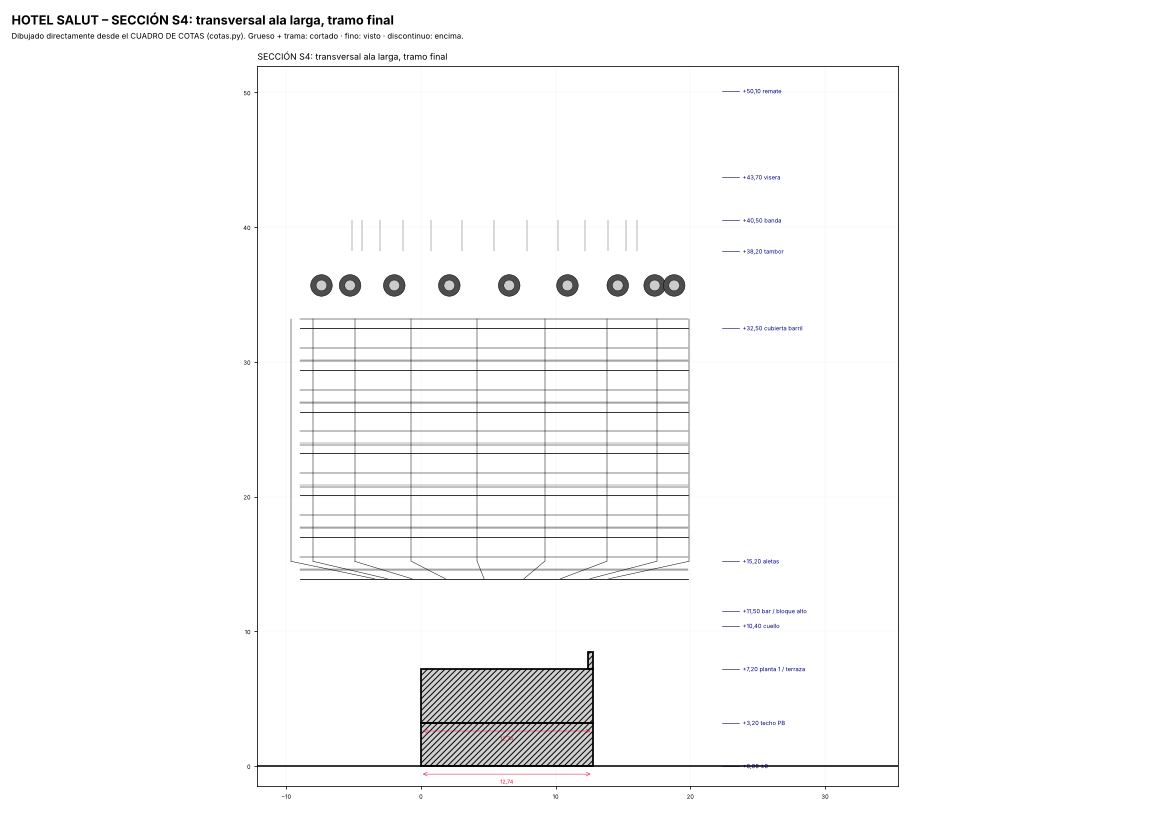 HOTEL SALUT – SECCIÓN S4: transversal ala larga, tramo final
Dibujado directamente desde el CUADRO DE COTAS (cotas.py). Grueso + trama: cortado · fino: visto · discontinuo: encima.
SECCIÓN S4: transversal ala larga, tramo final
50
+50,10 remate
+43,70 visera
40
+40,50 banda
+38,20 tambor
+32,50 cubierta barril
30
20
+15,20 aletas
+11,50 bar / bloque alto
10
+10,40 cuello
+7,20 planta 1 / terraza
+3,20 techo PB
0
12,74
-10
0
10
20
30